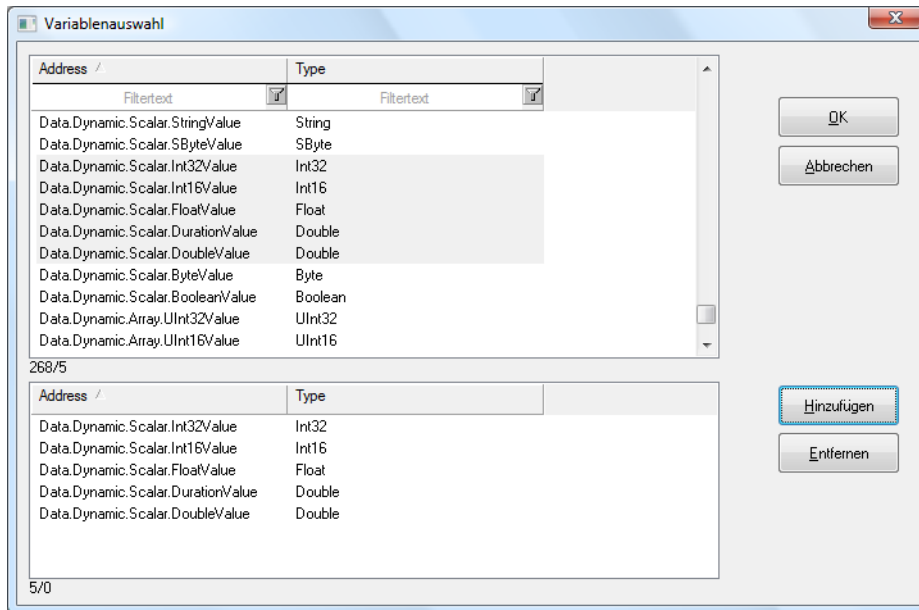 Variablenauswahl
Address Type
Filtertext Filtertext
Data.Dynamic.Scalar.StringValue String
Data.Dynamic.Scalar.SByteValue SByte
Data.Dynamic.Scalar.Int32Value Int32
Data.Dynamic.Scalar.Int16Value Int16
Data.Dynamic.Scalar.FloatValue Float
Data.Dynamic.Scalar.DurationValue Double
Data.Dynamic.Scalar.DoubleValue Double
Data.Dynamic.Scalar.ByteValue Byte
Data.Dynamic.Scalar.BooleanValue Boolean
Data.Dynamic.Array.UInt32Value UInt32
Data.Dynamic.Array.UInt16Value UInt16
268/5
OK
Abbrechen
Address Type
Data.Dynamic.Scalar.Int32Value Int32
Data.Dynamic.Scalar.Int16Value Int16
Data.Dynamic.Scalar.FloatValue Float
Data.Dynamic.Scalar.DurationValue Double
Data.Dynamic.Scalar.DoubleValue Double
5/0
Hinzufügen
Entfernen